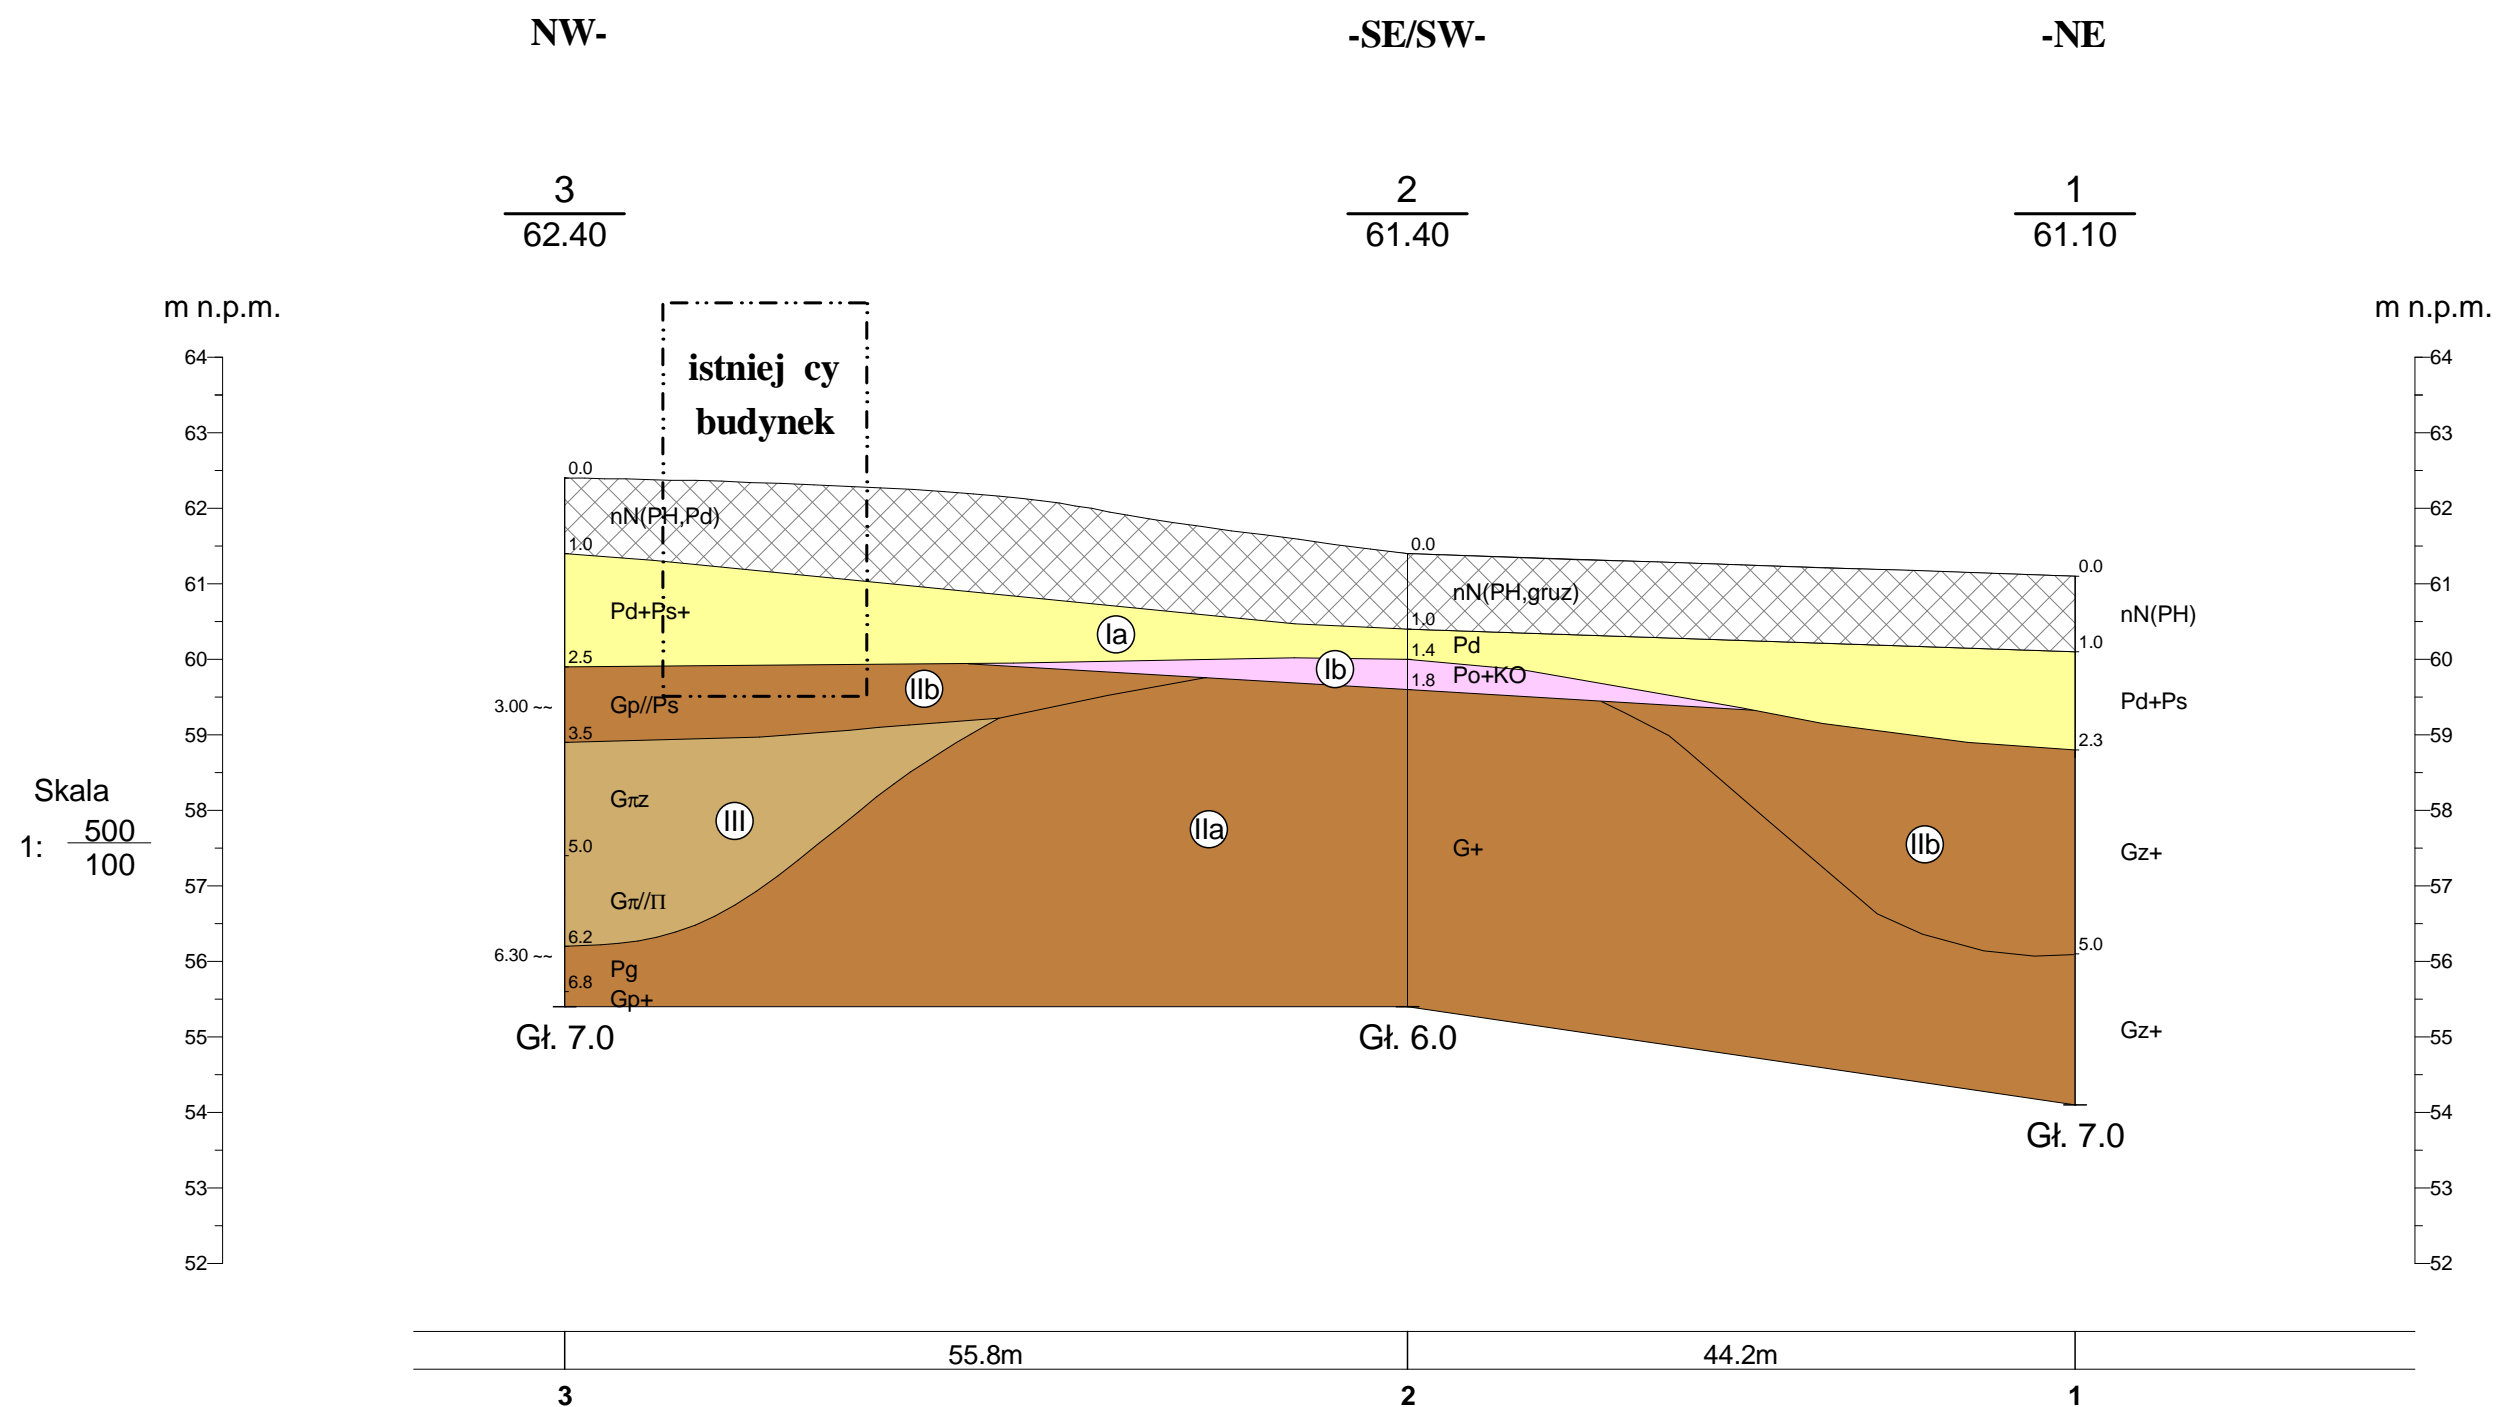 NW- -SE/SW- -NE
3 2 1
62.40 61.40 61.10
m n.p.m. m n.p.m.
istniej cy
budynek
64 64
63 63
62 62
61 61
60 60
59 59
58 58
57 57
56 56
55 55
54 54
53 53
52 52
Skala
1: 500
100
0.0
nN(PH,Pd)
1.0
Pd+Ps+
2.5
Gp//Ps
3.00 ~~
3.5
Gπz
5.0
Gπ//Π
6.2
6.30 ~~
Pg
6.8
Gp+
Gł. 7.0
III
IIb
Ia
IIa
Ib
0.0
nN(PH,gruz)
1.0
Pd
1.4
Po+KO
1.8
G+
Gł. 6.0
IIb
0.0
nN(PH)
1.0
Pd+Ps
2.3
Gz+
5.0
Gz+
Gł. 7.0
55.8m 44.2m
3 2 1